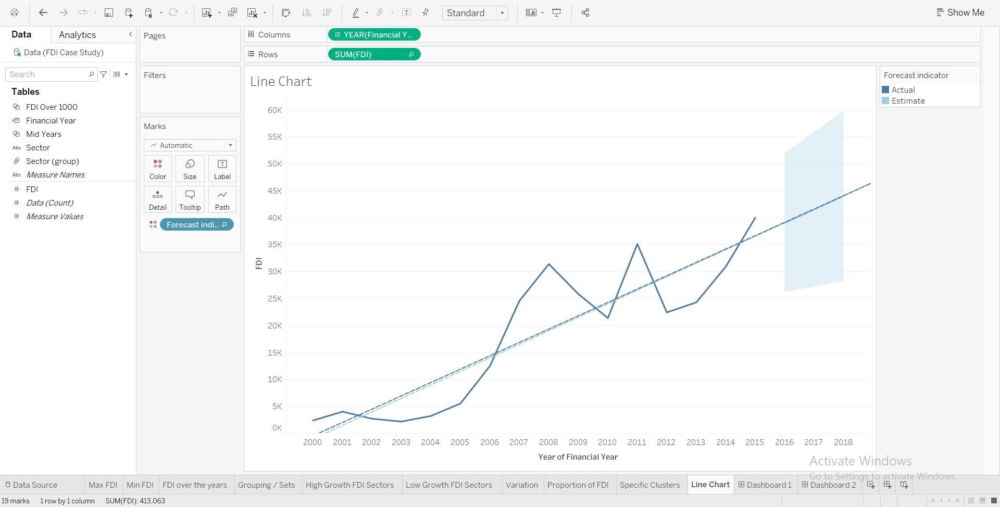 Standard
Show Me
Data
Analytics
Data (FDI Case Study)
Search
Tables
FDI Over 1000
Financial Year
Mid Years
Abc Sector
Sector (group)
Abc Measure Names
# FDI
# Data (Count)
# Measure Values
Pages
Filters
Marks
Automatic
Color
Size
Label
Detail
Tooltip
Path
Forecast indi..
Columns
YEAR(Financial Y..
Rows
SUM(FDI)
Line Chart
60K
55K
50K
45K
40K
35K
30K
25K
20K
15K
10K
5K
0K
FDI
2000 2001 2002 2003 2004 2005 2006 2007 2008 2009 2010 2011 2012 2013 2014 2015 2016 2017 2018
Year of Financial Year
Forecast indicator
Actual
Estimate
Activate Windows
Go to Settings to activate Windows.
Data Source Max FDI Min FDI FDI over the years Grouping / Sets High Growth FDI Sectors Low Growth FDI Sectors Variation Proportion of FDI Specific Clusters Line Chart Dashboard 1 Dashboard 2
19 marks 1 row by 1 column SUM(FDI): 413,063